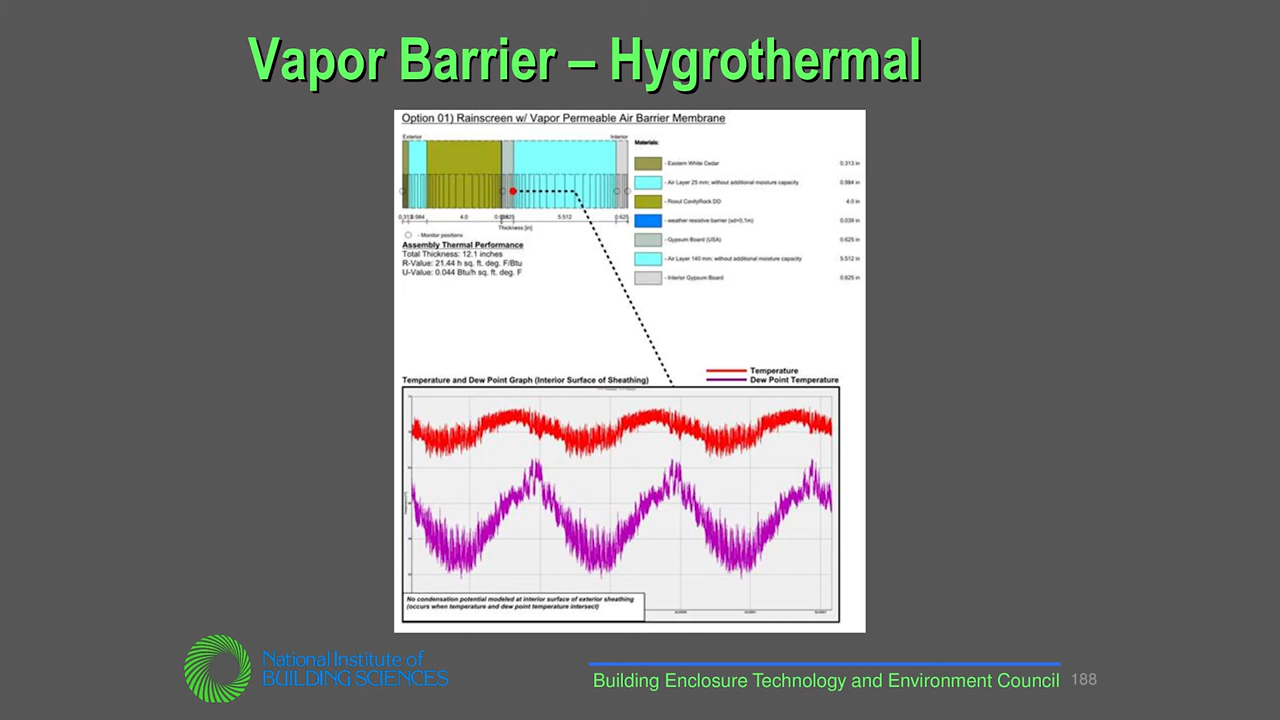 Vapor Barrier – Hygrothermal
Option 01) Rainscreen w/ Vapor Permeable Air Barrier Membrane
Exterior
Interior
Materials:
- Eastern White Cedar 0.313 in
- Air Layer 25 mm; without additional moisture capacity 0.984 in
- Roxul CavityRock DD 4.0 in
- weather resistive barrier (sd=0,1m) 0.039 in
- Gypsum Board (USA) 0.625 in
- Air Layer 140 mm; without additional moisture capacity 5.512 in
- Interior Gypsum Board 0.625 in
4.0 5.512 0.625
Thickness [in]
- Monitor positions
Assembly Thermal Performance
Total Thickness: 12.1 inches
R-Value: 21.44 h sq. ft. deg. F/Btu
U-Value: 0.044 Btu/h sq. ft. deg. F
Temperature
Temperature and Dew Point Graph (Interior Surface of Sheathing)
Dew Point Temperature
No condensation potential modeled at interior surface of exterior sheathing
(occurs when temperature and dew point temperature intersect)
National Institute of
BUILDING SCIENCES
Building Enclosure Technology and Environment Council 188